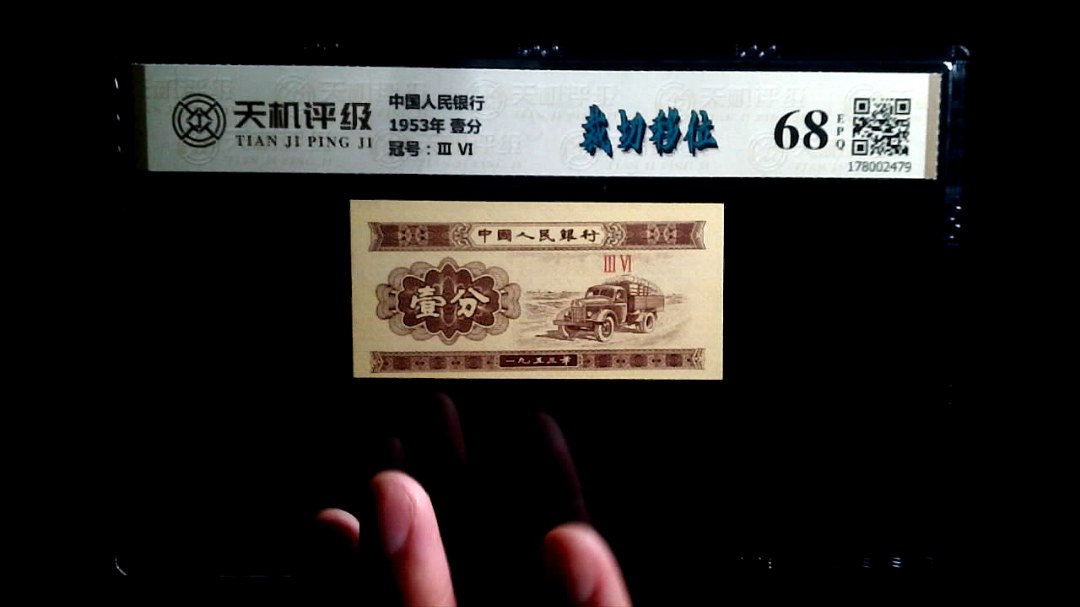 天机评级
TIAN JI PING JI
中国人民银行
1953年 壹分
冠号：Ⅲ Ⅵ
裁切移位
68
EPQ
178002479
中國人民銀行
Ⅲ Ⅵ
壹分
一九五三年